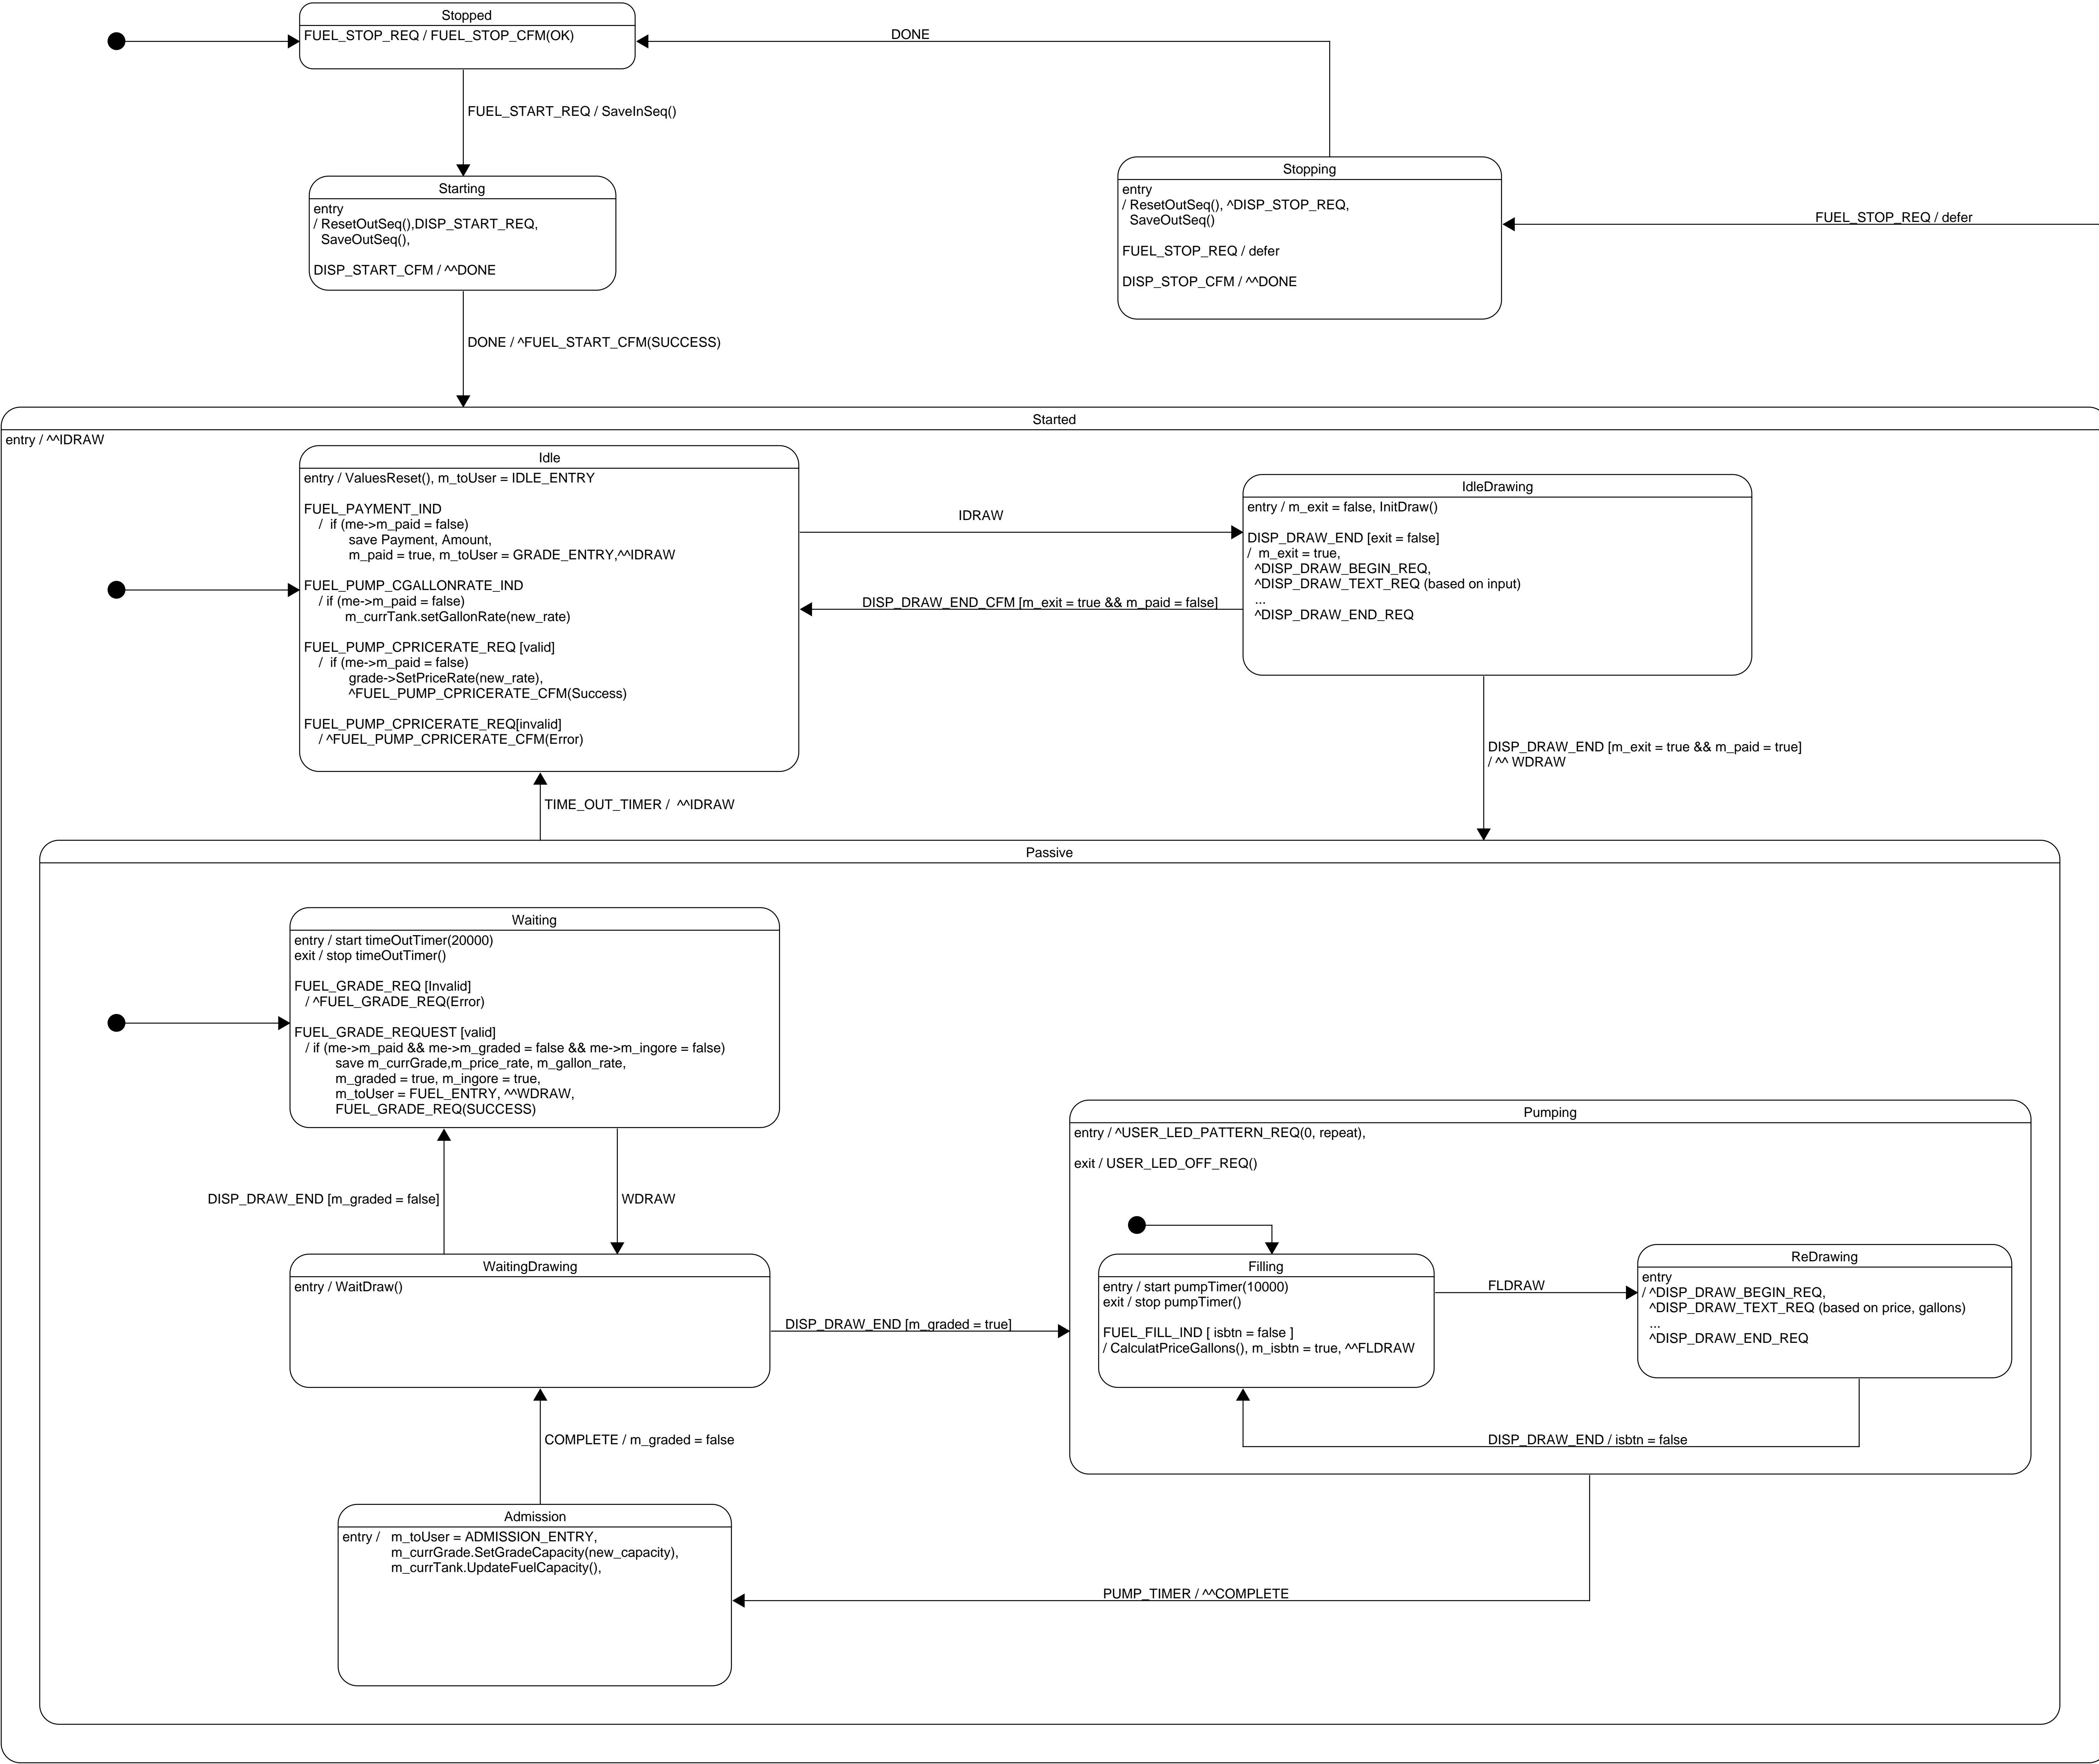 Stopped
FUEL_STOP_REQ / FUEL_STOP_CFM(OK)
DONE
FUEL_START_REQ / SaveInSeq()
Starting
entry
/ ResetOutSeq(),DISP_START_REQ,
SaveOutSeq(),
DISP_START_CFM / ^^DONE
Stopping
entry
/ ResetOutSeq(), ^DISP_STOP_REQ,
SaveOutSeq()
FUEL_STOP_REQ / defer
DISP_STOP_CFM / ^^DONE
FUEL_STOP_REQ / defer
DONE / ^FUEL_START_CFM(SUCCESS)
Started
entry / ^^IDRAW
Idle
entry / ValuesReset(), m_toUser = IDLE_ENTRY
FUEL_PAYMENT_IND
/ if (me->m_paid = false)
save Payment, Amount,
m_paid = true, m_toUser = GRADE_ENTRY,^^IDRAW
FUEL_PUMP_CGALLONRATE_IND
/ if (me->m_paid = false)
m_currTank.setGallonRate(new_rate)
FUEL_PUMP_CPRICERATE_REQ [valid]
/ if (me->m_paid = false)
grade->SetPriceRate(new_rate),
^FUEL_PUMP_CPRICERATE_CFM(Success)
FUEL_PUMP_CPRICERATE_REQ[invalid]
/ ^FUEL_PUMP_CPRICERATE_CFM(Error)
IDRAW
DISP_DRAW_END_CFM [m_exit = true && m_paid = false]
IdleDrawing
entry / m_exit = false, InitDraw()
DISP_DRAW_END [exit = false]
/ m_exit = true,
^DISP_DRAW_BEGIN_REQ,
^DISP_DRAW_TEXT_REQ (based on input)
...
^DISP_DRAW_END_REQ
DISP_DRAW_END [m_exit = true && m_paid = true]
/ ^^ WDRAW
TIME_OUT_TIMER / ^^IDRAW
Passive
Waiting
entry / start timeOutTimer(20000)
exit / stop timeOutTimer()
FUEL_GRADE_REQ [Invalid]
/ ^FUEL_GRADE_REQ(Error)
FUEL_GRADE_REQUEST [valid]
/ if (me->m_paid && me->m_graded = false && me->m_ingore = false)
save m_currGrade,m_price_rate, m_gallon_rate,
m_graded = true, m_ingore = true,
m_toUser = FUEL_ENTRY, ^^WDRAW,
FUEL_GRADE_REQ(SUCCESS)
DISP_DRAW_END [m_graded = false]
WDRAW
WaitingDrawing
entry / WaitDraw()
DISP_DRAW_END [m_graded = true]
Pumping
entry / ^USER_LED_PATTERN_REQ(0, repeat),
exit / USER_LED_OFF_REQ()
Filling
entry / start pumpTimer(10000)
exit / stop pumpTimer()
FUEL_FILL_IND [ isbtn = false ]
/ CalculatPriceGallons(), m_isbtn = true, ^^FLDRAW
FLDRAW
ReDrawing
entry
/ ^DISP_DRAW_BEGIN_REQ,
^DISP_DRAW_TEXT_REQ (based on price, gallons)
...
^DISP_DRAW_END_REQ
DISP_DRAW_END / isbtn = false
COMPLETE / m_graded = false
Admission
entry / m_toUser = ADMISSION_ENTRY,
m_currGrade.SetGradeCapacity(new_capacity),
m_currTank.UpdateFuelCapacity(),
PUMP_TIMER / ^^COMPLETE